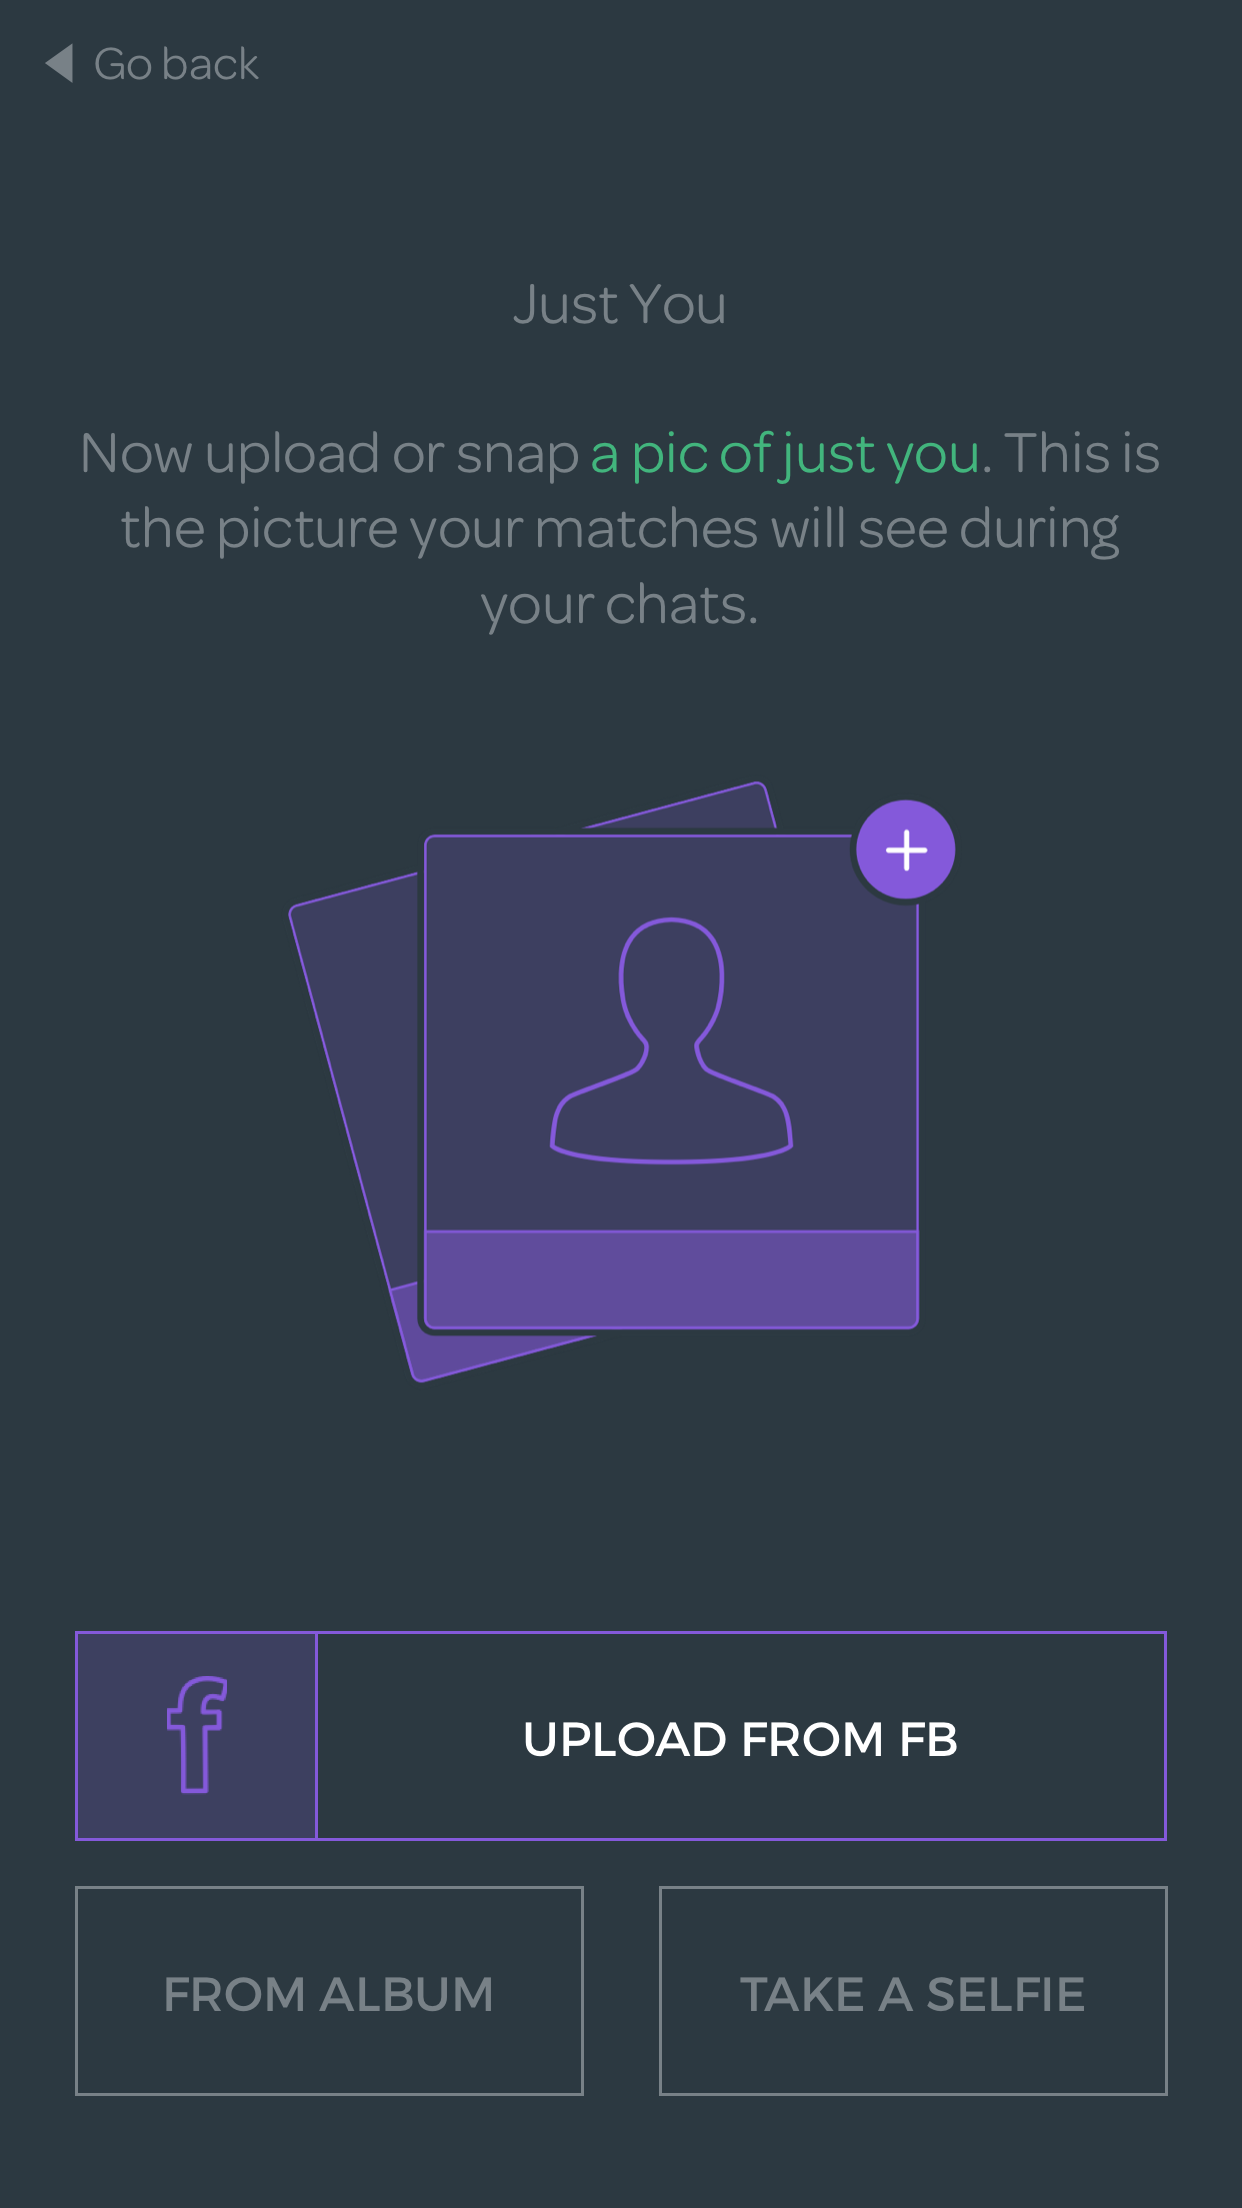 Go back
Just You
Now upload or snap a pic of just you. This is
the picture your matches will see during
your chats.
UPLOAD FROM FB
FROM ALBUM
TAKE A SELFIE